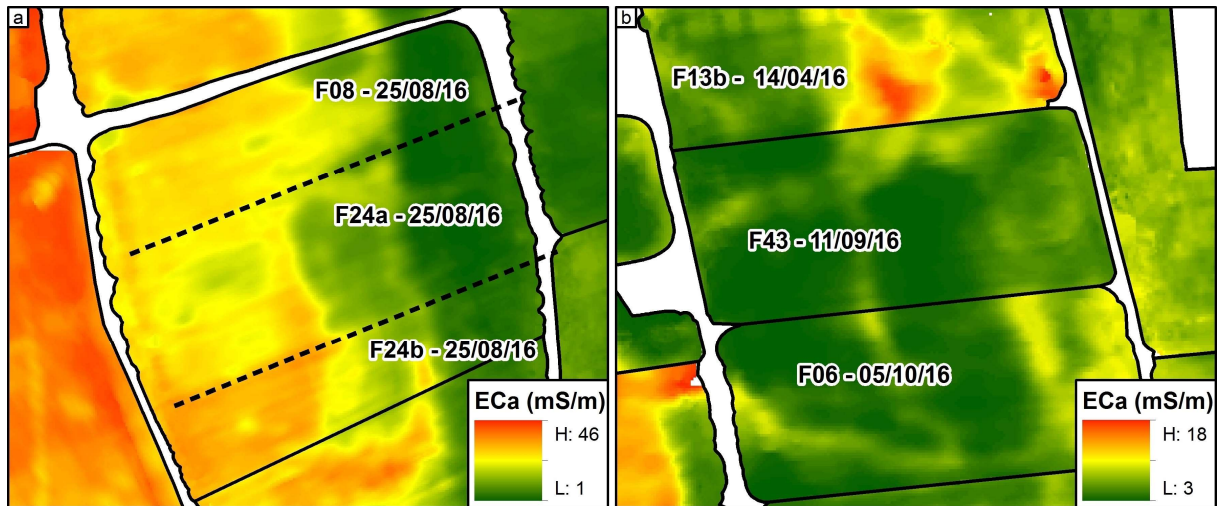 a
F08 - 25/08/16
F24a - 25/08/16
F24b - 25/08/16
ECa (mS/m)
H: 46
L: 1
b
F13b - 14/04/16
F43 - 11/09/16
F06 - 05/10/16
ECa (mS/m)
H: 18
L: 3